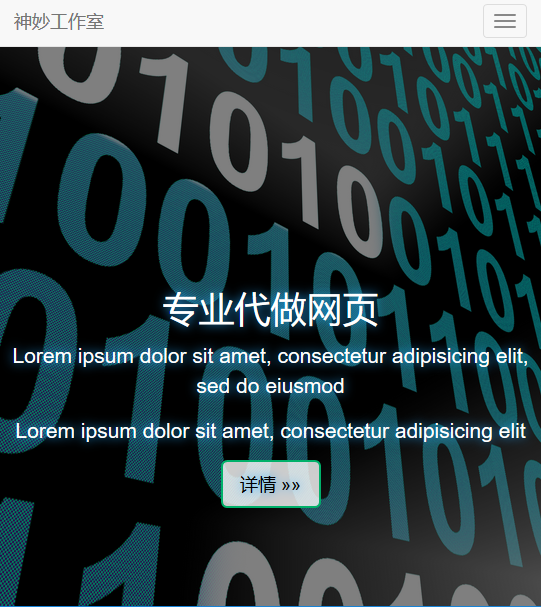 神妙工作室
专业代做网页
Lorem ipsum dolor sit amet, consectetur adipisicing elit,
sed do eiusmod
Lorem ipsum dolor sit amet, consectetur adipisicing elit
详情 »»